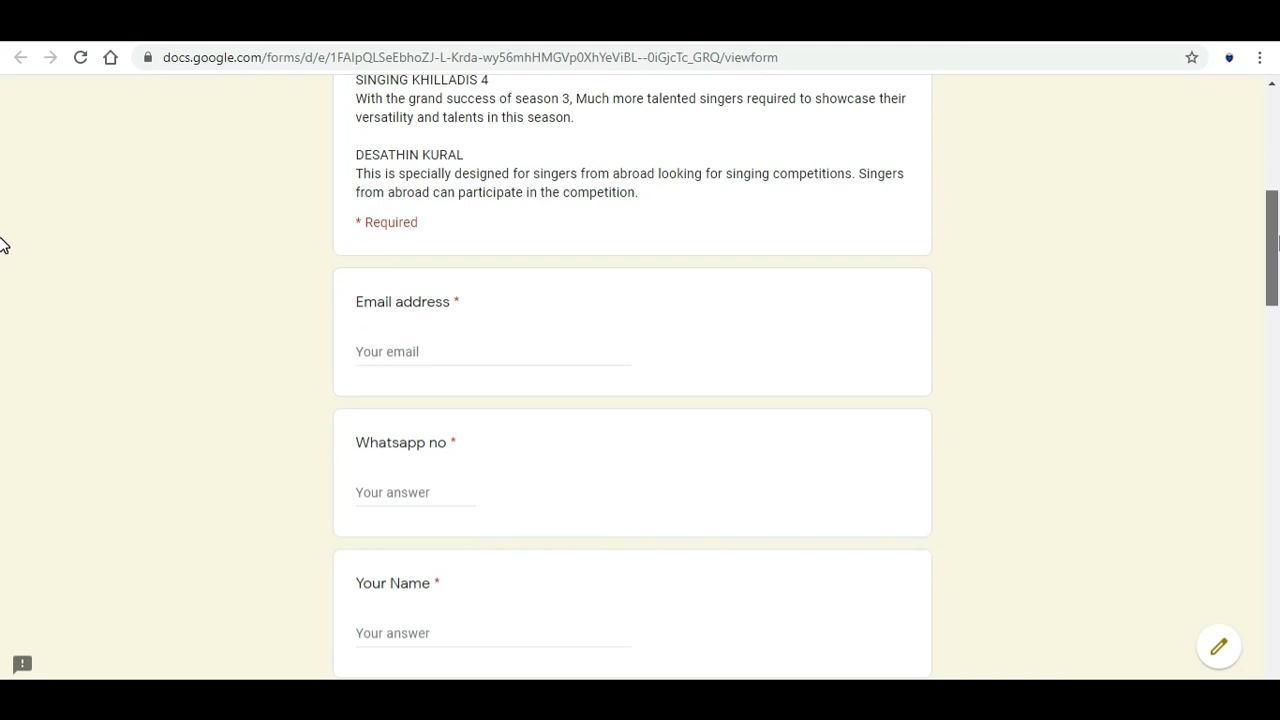 docs.google.com/forms/d/e/1FAIpQLSeEbhoZJ-L-Krda-wy56mhHMGVp0XhYeViBL--0iGjcTc_GRQ/viewform
SINGING KHILLADIS 4
With the grand success of season 3, Much more talented singers required to showcase their
versatility and talents in this season.
DESATHIN KURAL
This is specially designed for singers from abroad looking for singing competitions. Singers
from abroad can participate in the competition.
* Required
Email address *
Your email
Whatsapp no *
Your answer
Your Name *
Your answer